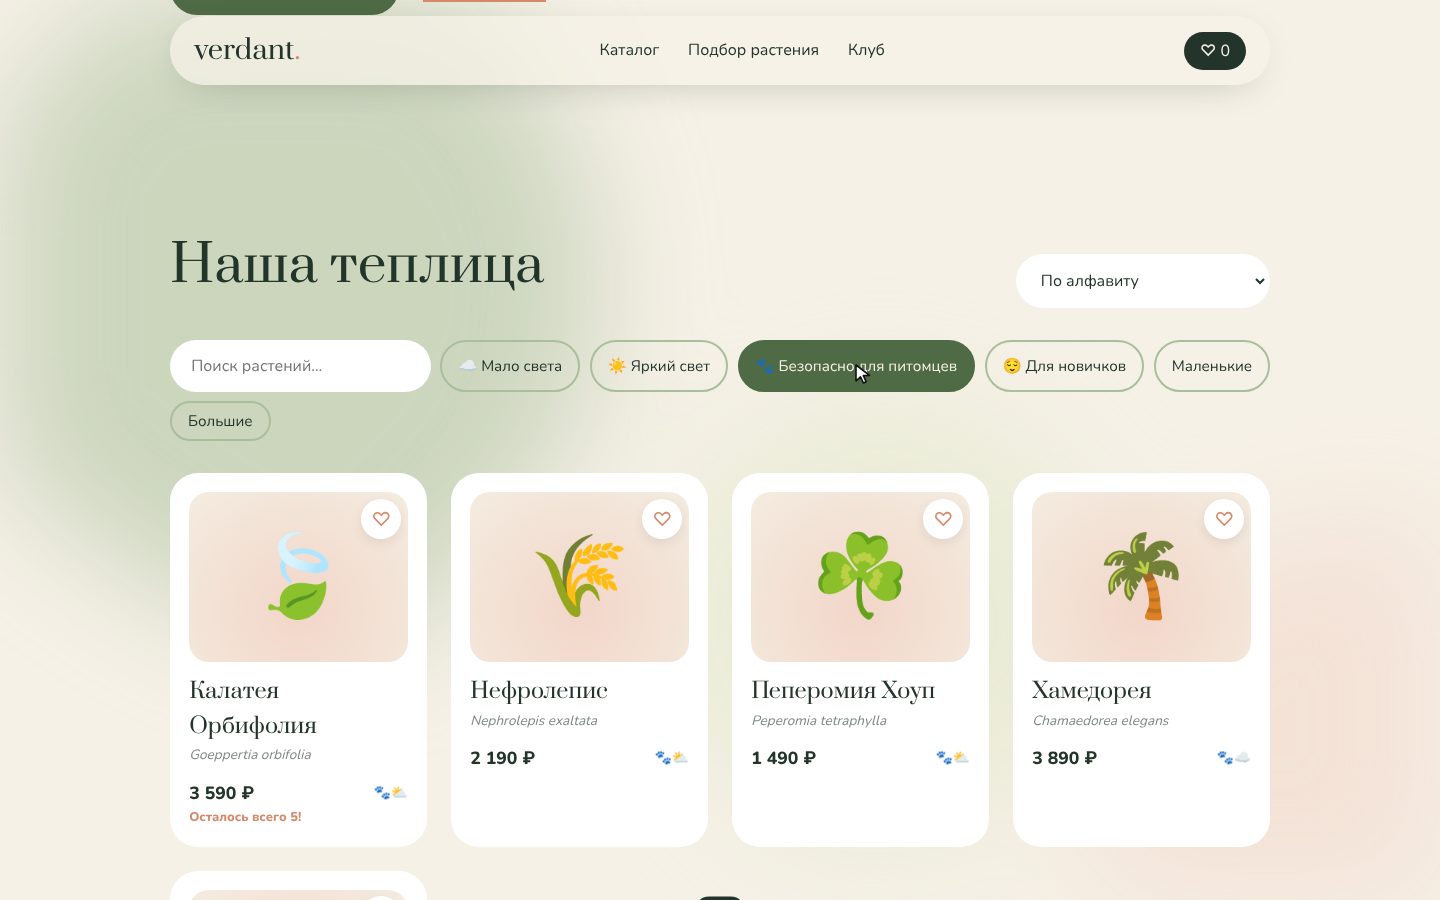 verdant.
Каталог
Подбор растения
Клуб
♡ 0
Наша теплица
По алфавиту
Поиск растений...
Мало света
Яркий свет
Безопасно для питомцев
Для новичков
Маленькие
Большие
Калатея
Орбифолия
Goeppertia orbifolia
3 590 ₽
Осталось всего 5!
Нефролепис
Nephrolepis exaltata
2 190 ₽
Пеперомия Хоуп
Peperomia tetraphylla
1 490 ₽
Хамедорея
Chamaedorea elegans
3 890 ₽